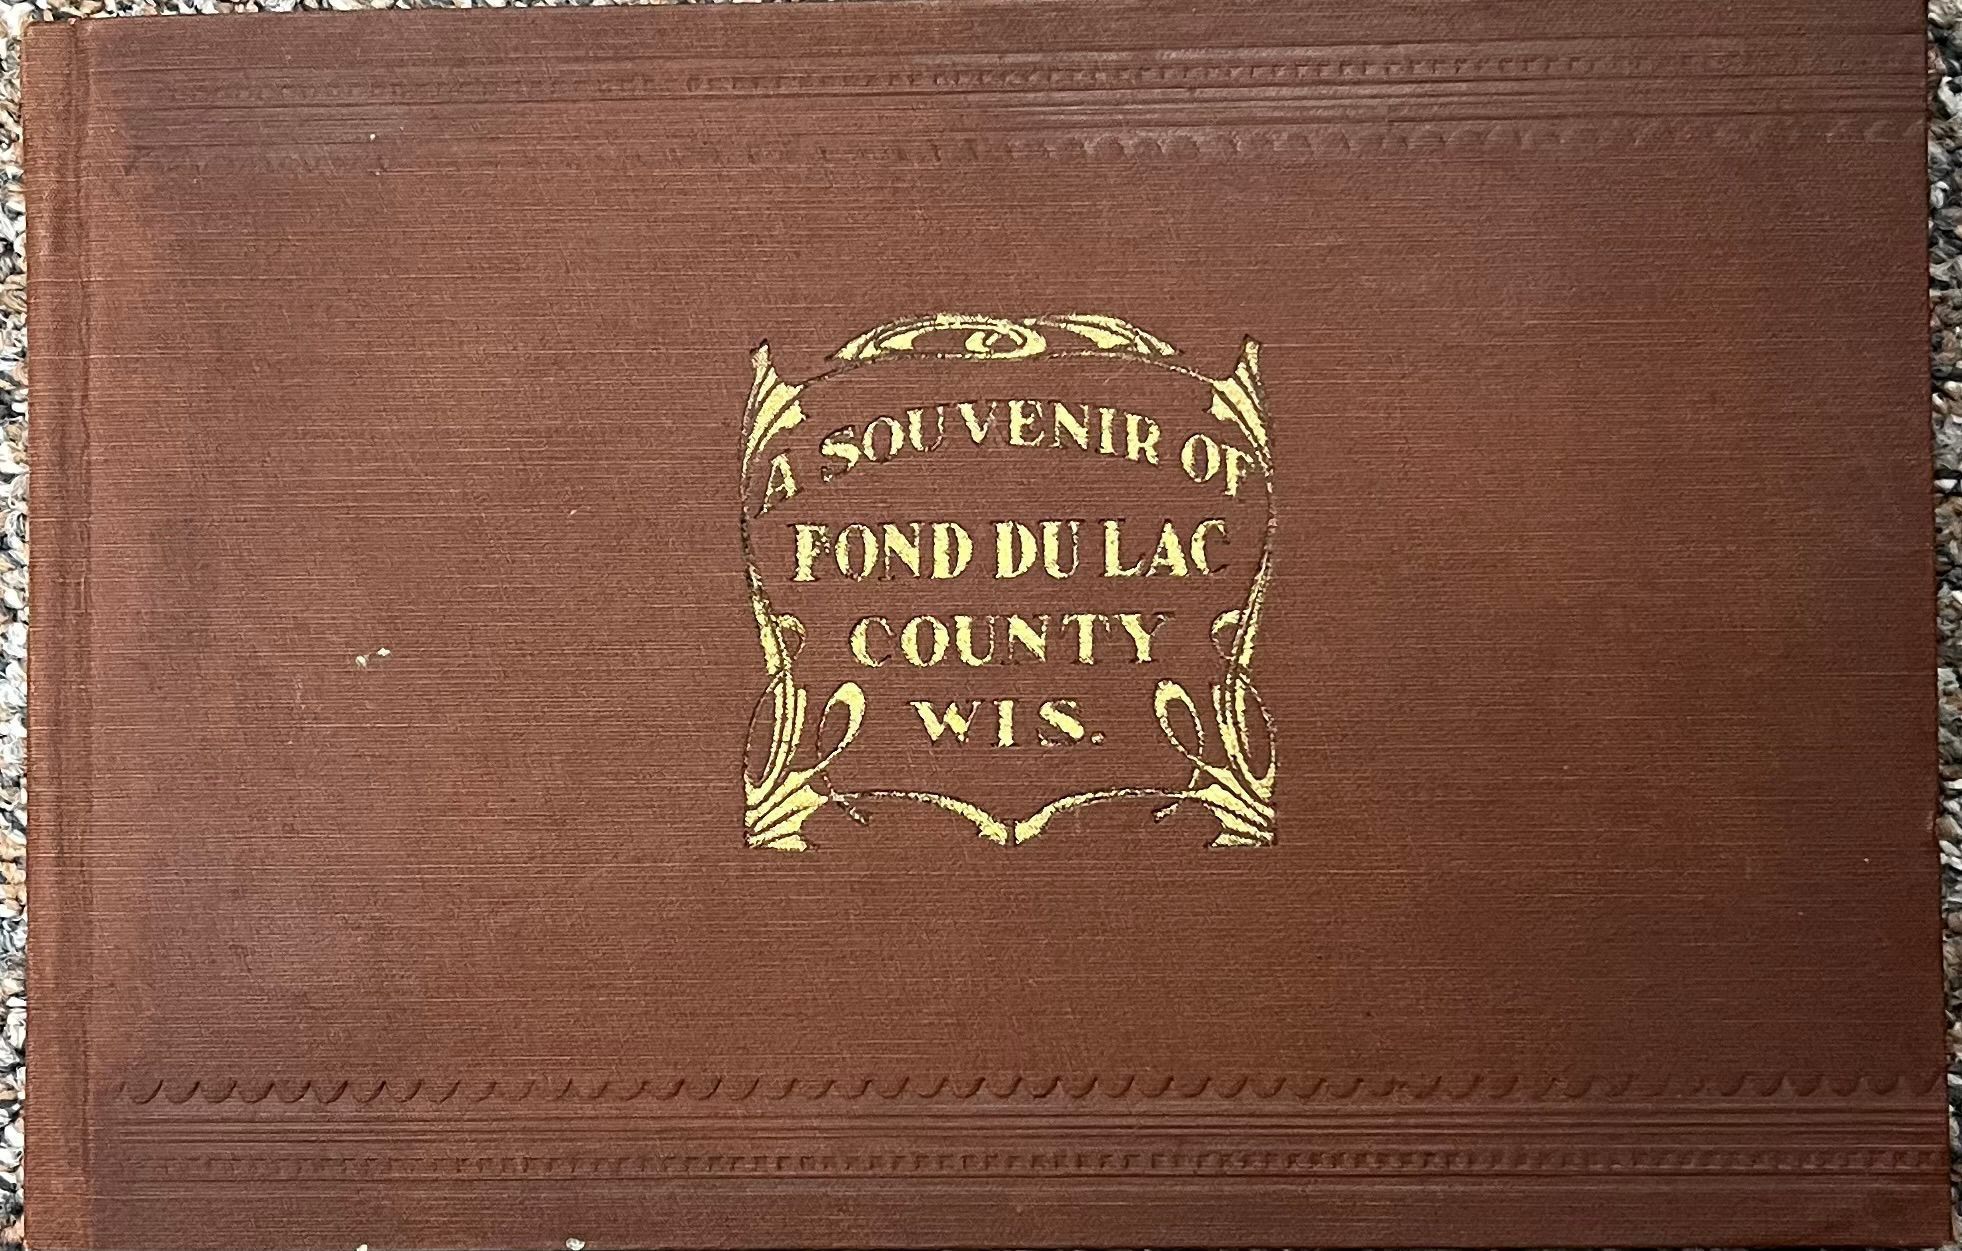 A SOUVENIR OF
FOND DU LAC
COUNTY
WIS.